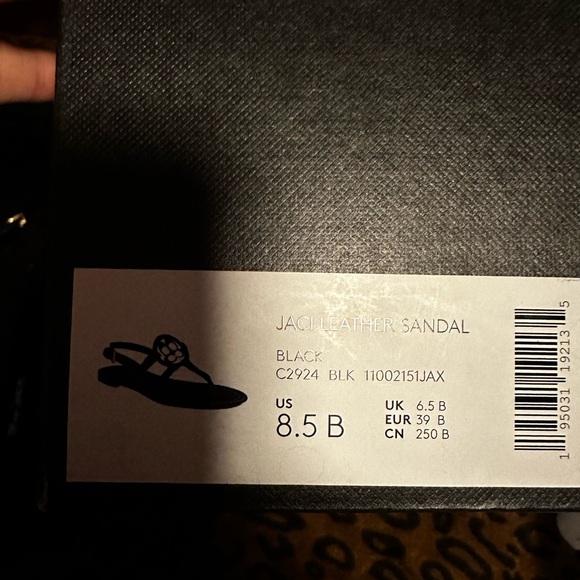 JACI LEATHER SANDAL
BLACK
C2924 BLK 11002151JAX
US
8.5 B
UK 6.5 B
EUR 39 B
CN 250 B
1 95031 19213 5